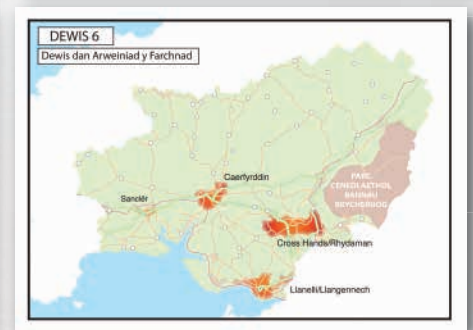 DEWIS 6
Dewis dan Arweiniad y Farchnad
Caerfyrddin
Sanclêr
PARC
CENEDLAETHOL
BANNAU
BRYCHEINIOG
Cross Hands/Rhydaman
Llanelli/Llangennech